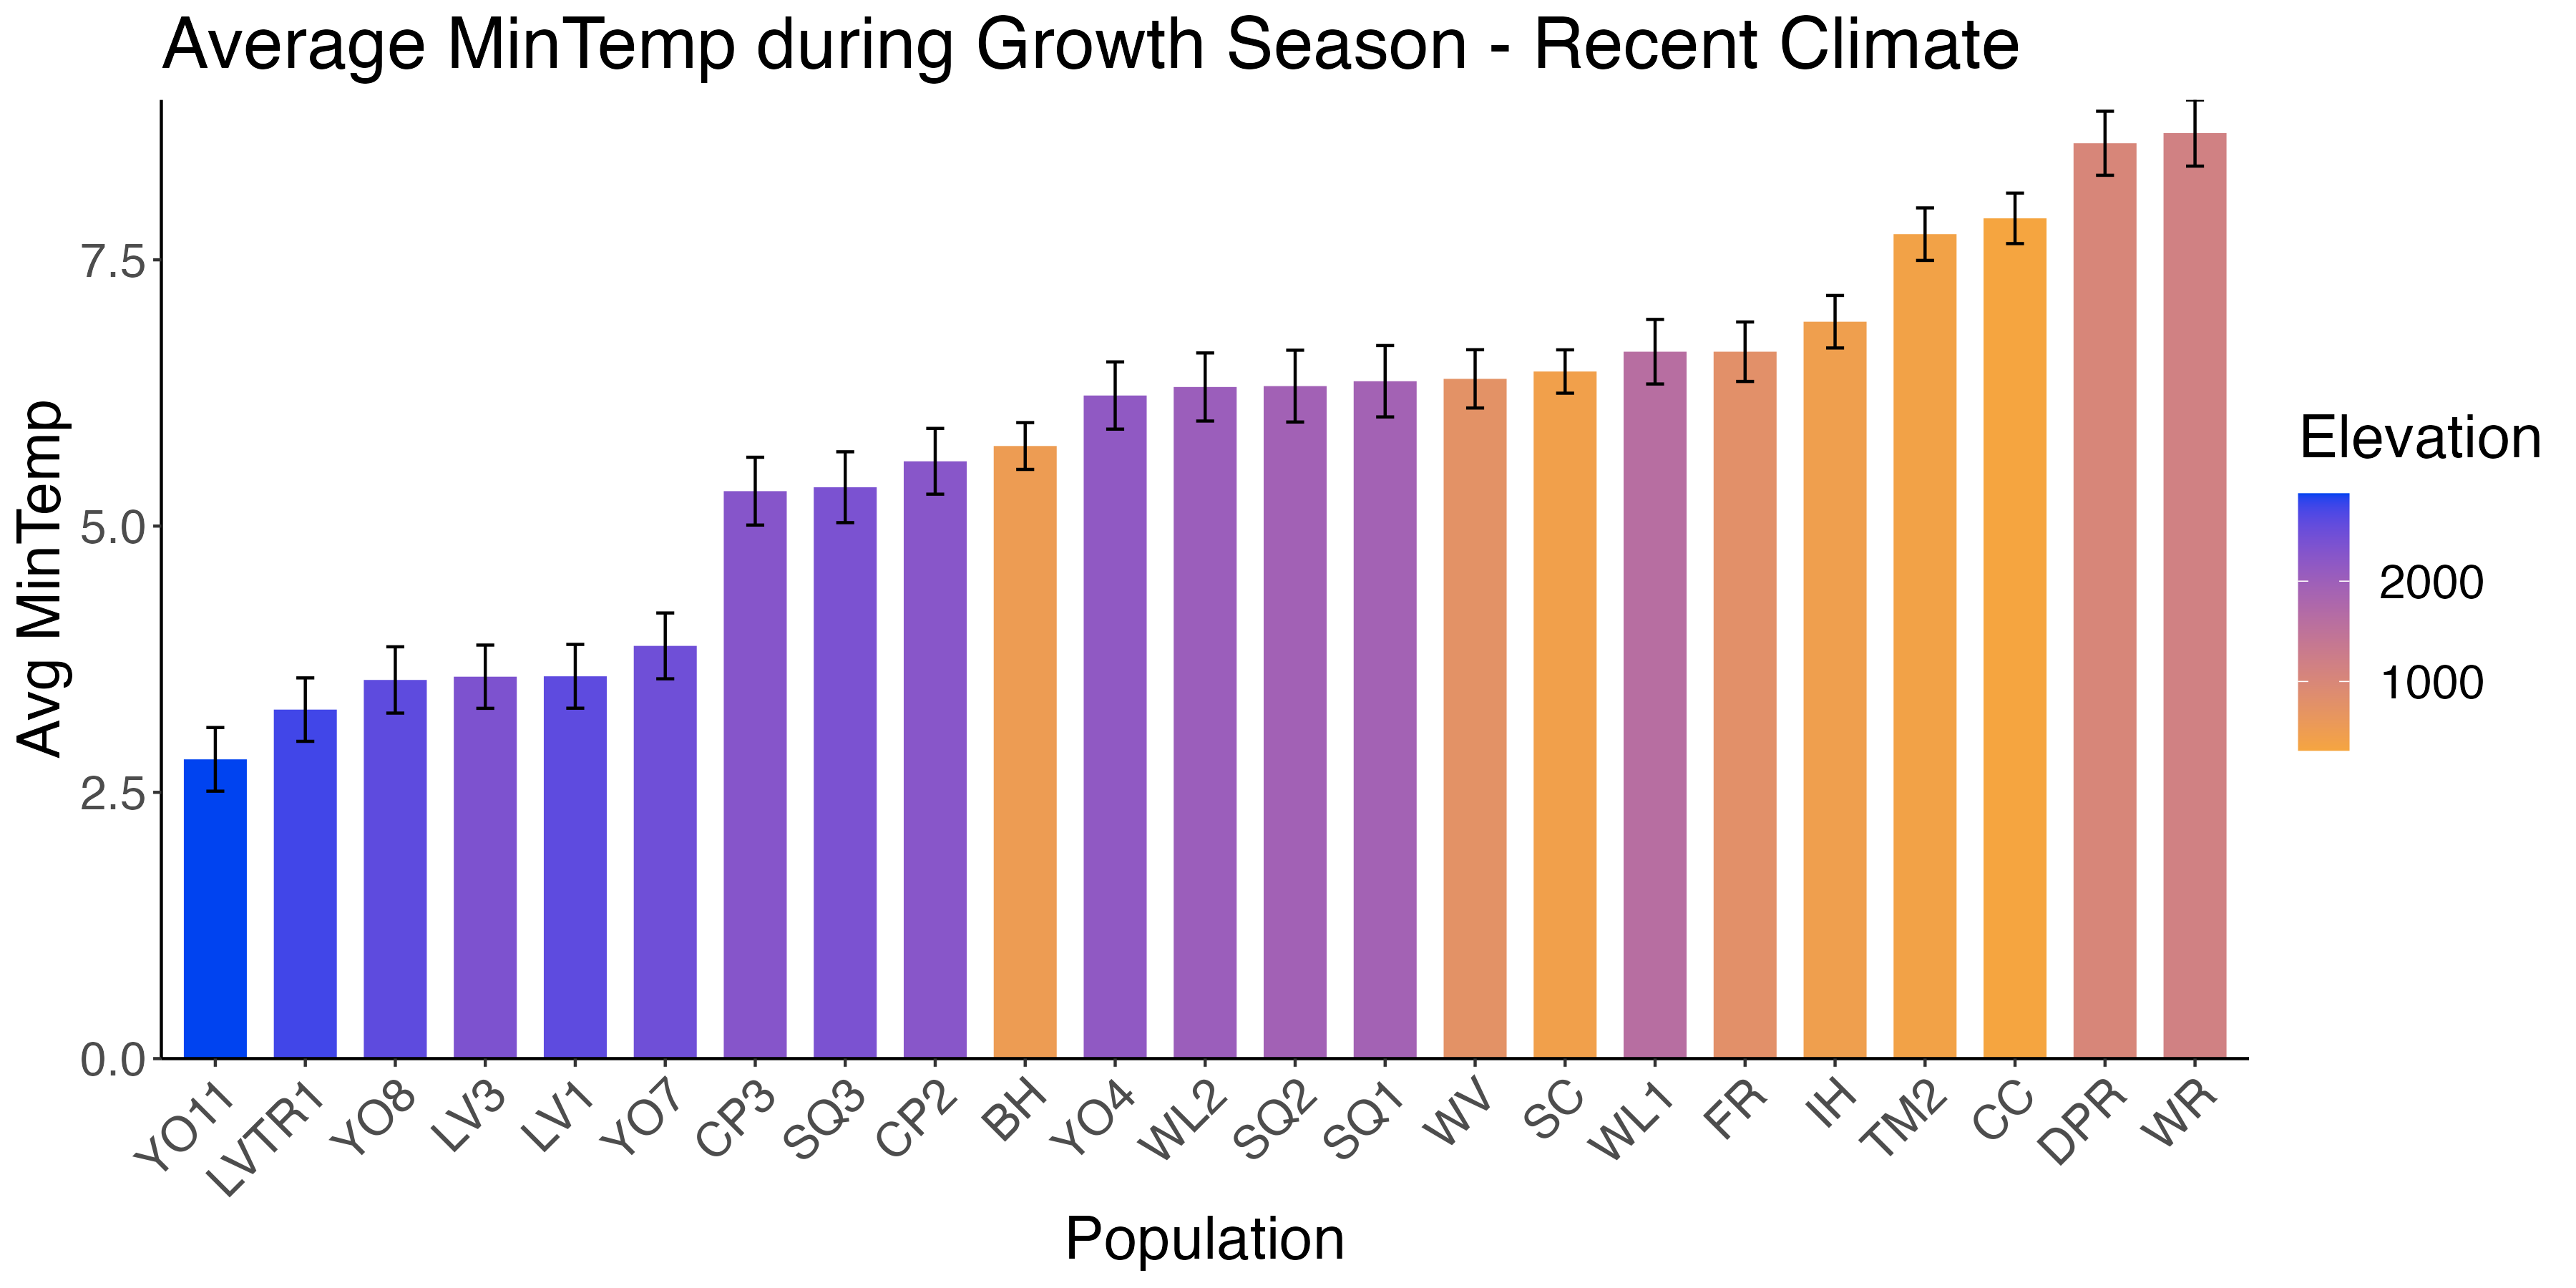 Average MinTemp during Growth Season - Recent Climate
Avg MinTemp
7.5
5.0
2.5
0.0
YO11
LVTR1
YO8
LV3
LV1
YO7
CP3
SQ3
CP2
BH
YO4
WL2
SQ2
SQ1
WV
SC
WL1
FR
IH
TM2
CC
DPR
WR
Population
Elevation
2000
1000